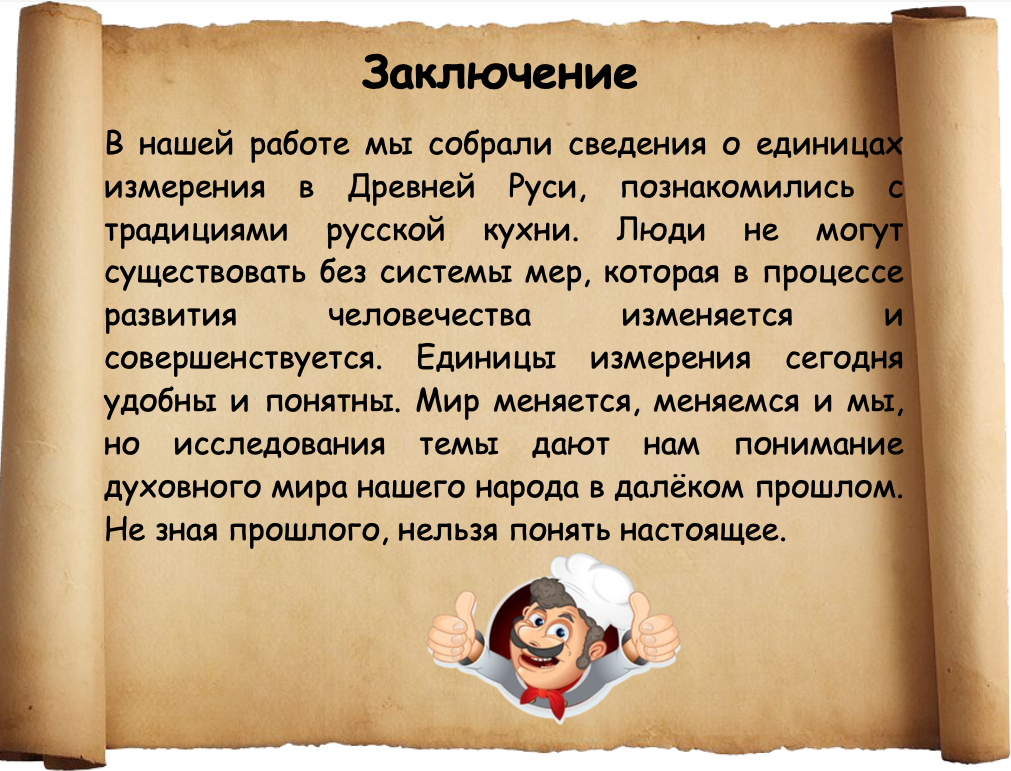 Заключение
В нашей работе мы собрали сведения о единицах
измерения в Древней Руси, познакомились с
традициями русской кухни. Люди не могут
существовать без системы мер, которая в процессе
развития человечества изменяется и
совершенствуется. Единицы измерения сегодня
удобны и понятны. Мир меняется, меняемся и мы,
но исследования темы дают нам понимание
духовного мира нашего народа в далёком прошлом.
Не зная прошлого, нельзя понять настоящее.